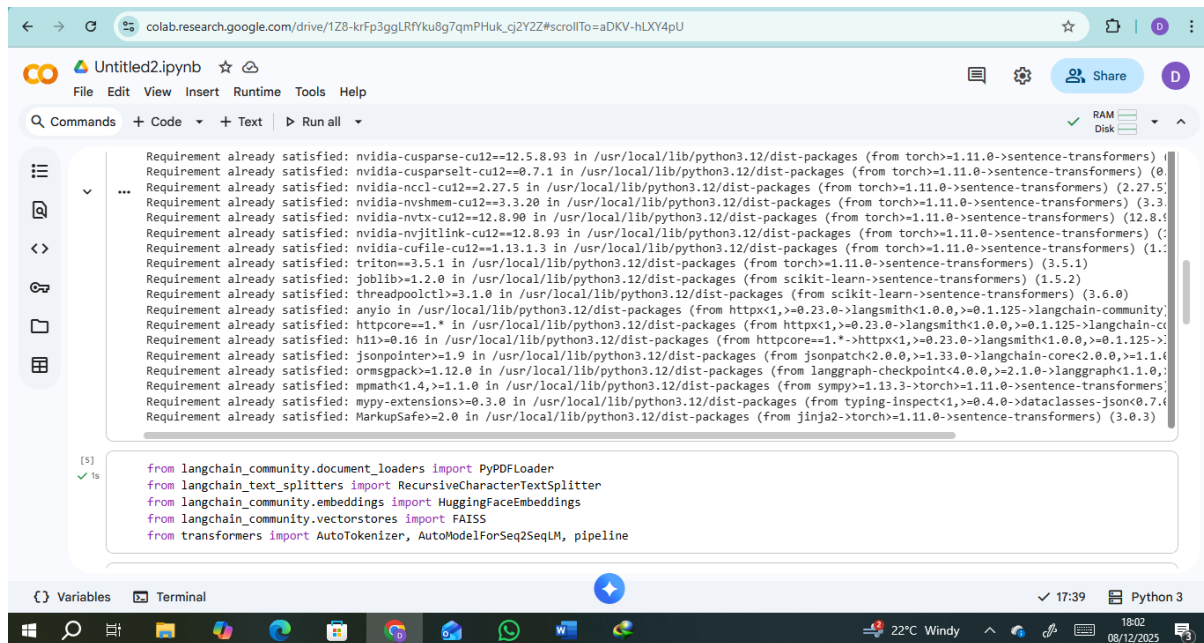 colab.research.google.com/drive/1Z8-krFp3ggLRfYku8g7qmPHuk_cj2Y2Z#scrollTo=aDKV-hLXY4pU
D
CO
Untitled2.ipynb
File Edit View Insert Runtime Tools Help
Share
D
Commands + Code + Text Run all
RAM
Disk
Requirement already satisfied: nvidia-cusparse-cu12==12.5.8.93 in /usr/local/lib/python3.12/dist-packages (from torch>=1.11.0->sentence-transformers) (
Requirement already satisfied: nvidia-cusparselt-cu12==0.7.1 in /usr/local/lib/python3.12/dist-packages (from torch>=1.11.0->sentence-transformers) (0.
Requirement already satisfied: nvidia-nccl-cu12==2.27.5 in /usr/local/lib/python3.12/dist-packages (from torch>=1.11.0->sentence-transformers) (2.27.5)
Requirement already satisfied: nvidia-nvshmem-cu12==3.3.20 in /usr/local/lib/python3.12/dist-packages (from torch>=1.11.0->sentence-transformers) (3.3.
Requirement already satisfied: nvidia-nvtx-cu12==12.8.90 in /usr/local/lib/python3.12/dist-packages (from torch>=1.11.0->sentence-transformers) (12.8.9
Requirement already satisfied: nvidia-nvjitlink-cu12==12.8.93 in /usr/local/lib/python3.12/dist-packages (from torch>=1.11.0->sentence-transformers) (
Requirement already satisfied: nvidia-cufile-cu12==1.13.1.3 in /usr/local/lib/python3.12/dist-packages (from torch>=1.11.0->sentence-transformers) (1.
Requirement already satisfied: triton==3.5.1 in /usr/local/lib/python3.12/dist-packages (from torch>=1.11.0->sentence-transformers) (3.5.1)
Requirement already satisfied: joblib>=1.2.0 in /usr/local/lib/python3.12/dist-packages (from scikit-learn->sentence-transformers) (1.5.2)
Requirement already satisfied: threadpoolctl>=3.1.0 in /usr/local/lib/python3.12/dist-packages (from scikit-learn->sentence-transformers) (3.6.0)
Requirement already satisfied: anyio in /usr/local/lib/python3.12/dist-packages (from httpx<1,>=0.23.0->langsmith<1.0.0,>=0.1.125->langchain-community)
Requirement already satisfied: httpcore==1.* in /usr/local/lib/python3.12/dist-packages (from httpx<1,>=0.23.0->langsmith<1.0.0,>=0.1.125->langchain-co
Requirement already satisfied: h11>=0.16 in /usr/local/lib/python3.12/dist-packages (from httpcore==1.*->httpx<1,>=0.23.0->langsmith<1.0.0,>=0.1.125->
Requirement already satisfied: jsonpointer>=1.9 in /usr/local/lib/python3.12/dist-packages (from jsonpatch<2.0.0,>=1.33.0->langchain-core<2.0.0,>=1.1.0
Requirement already satisfied: ormsgpack>=1.12.0 in /usr/local/lib/python3.12/dist-packages (from langgraph-checkpoint<4.0.0,>=2.1.0->langgraph<1.1.0,
Requirement already satisfied: mpmath<1.4,>=1.1.0 in /usr/local/lib/python3.12/dist-packages (from sympy>=1.13.3->torch>=1.11.0->sentence-transformers)
Requirement already satisfied: mypy-extensions>=0.3.0 in /usr/local/lib/python3.12/dist-packages (from typing-inspect<1,>=0.4.0->dataclasses-json<0.7.0
Requirement already satisfied: MarkupSafe>=2.0 in /usr/local/lib/python3.12/dist-packages (from jinja2->torch>=1.11.0->sentence-transformers) (3.0.3)
[5]
1s
from langchain_community.document_loaders import PyPDFLoader
from langchain_text_splitters import RecursiveCharacterTextSplitter
from langchain_community.embeddings import HuggingFaceEmbeddings
from langchain_community.vectorstores import FAISS
from transformers import AutoTokenizer, AutoModelForSeq2SeqLM, pipeline
{} Variables Terminal
17:39 Python 3
22°C Windy
18:02
08/12/2025